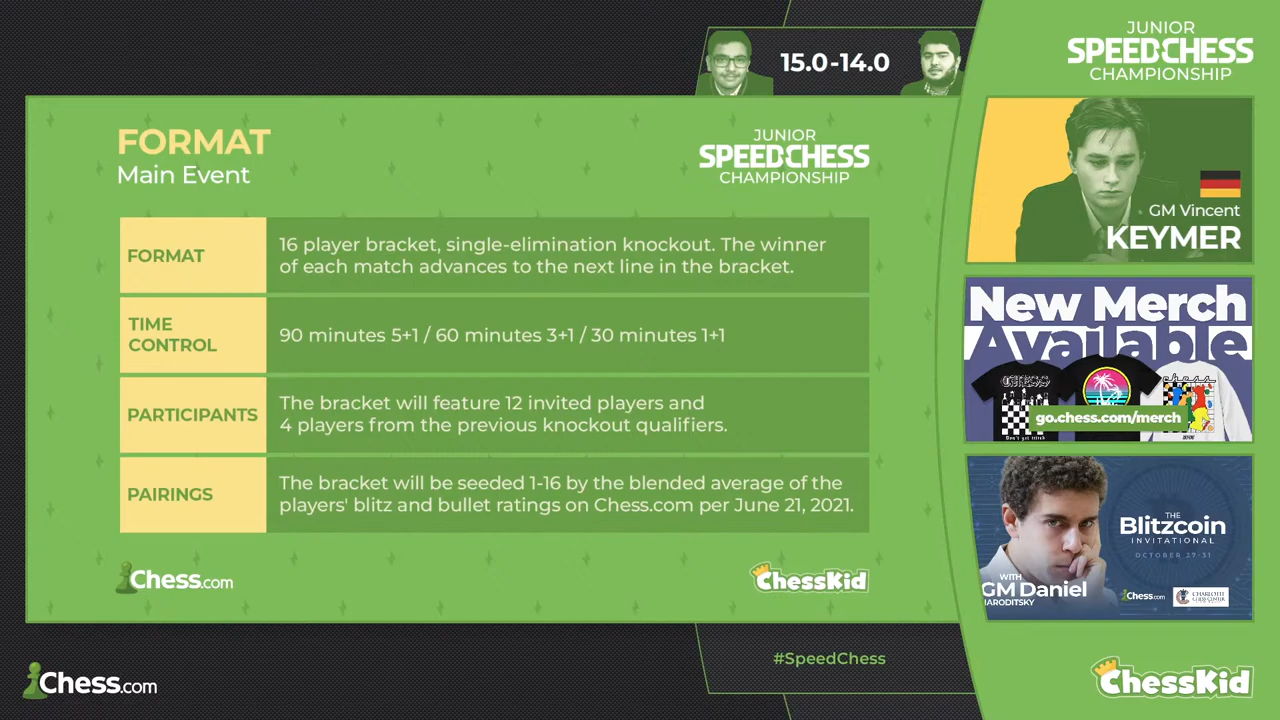 15.0-14.0
JUNIOR
SPEEDCHESS
CHAMPIONSHIP
FORMAT
Main Event
JUNIOR
SPEEDCHESS
CHAMPIONSHIP
FORMAT
16 player bracket, single-elimination knockout. The winner
of each match advances to the next line in the bracket.
TIME
CONTROL
90 minutes 5+1 / 60 minutes 3+1 / 30 minutes 1+1
PARTICIPANTS
The bracket will feature 12 invited players and
4 players from the previous knockout qualifiers.
PAIRINGS
The bracket will be seeded 1-16 by the blended average of the
players' blitz and bullet ratings on Chess.com per June 21, 2021.
Chess.com
ChessKid
GM Vincent
KEYMER
New Merch
Available
chess
go.chess.com/merch
THE
Blitzcoin
INVITATIONAL
OCTOBER 27-31
WITH
GM Daniel
NARODITSKY
Chess.com
CHARLOTTE
CHESS CENTER
#SpeedChess
Chess.com
ChessKid